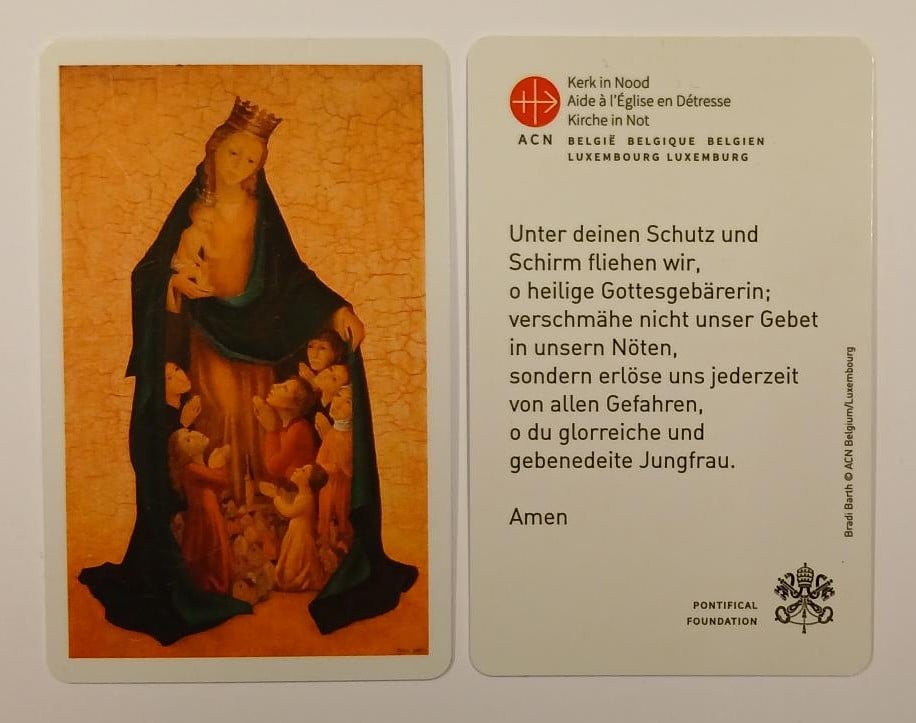 Kerk in Nood
Aide à l'Église en Détresse
Kirche in Not
ACN
BELGIË BELGIQUE BELGIEN
LUXEMBOURG LUXEMBURG
Unter deinen Schutz und
Schirm fliehen wir,
o heilige Gottesgebärerin;
verschmähe nicht unser Gebet
in unsern Nöten,
sondern erlöse uns jederzeit
von allen Gefahren,
o du glorreiche und
gebenedeite Jungfrau.
Amen
Bradi Barth © ACN Belgium/Luxembourg
PONTIFICAL
FOUNDATION